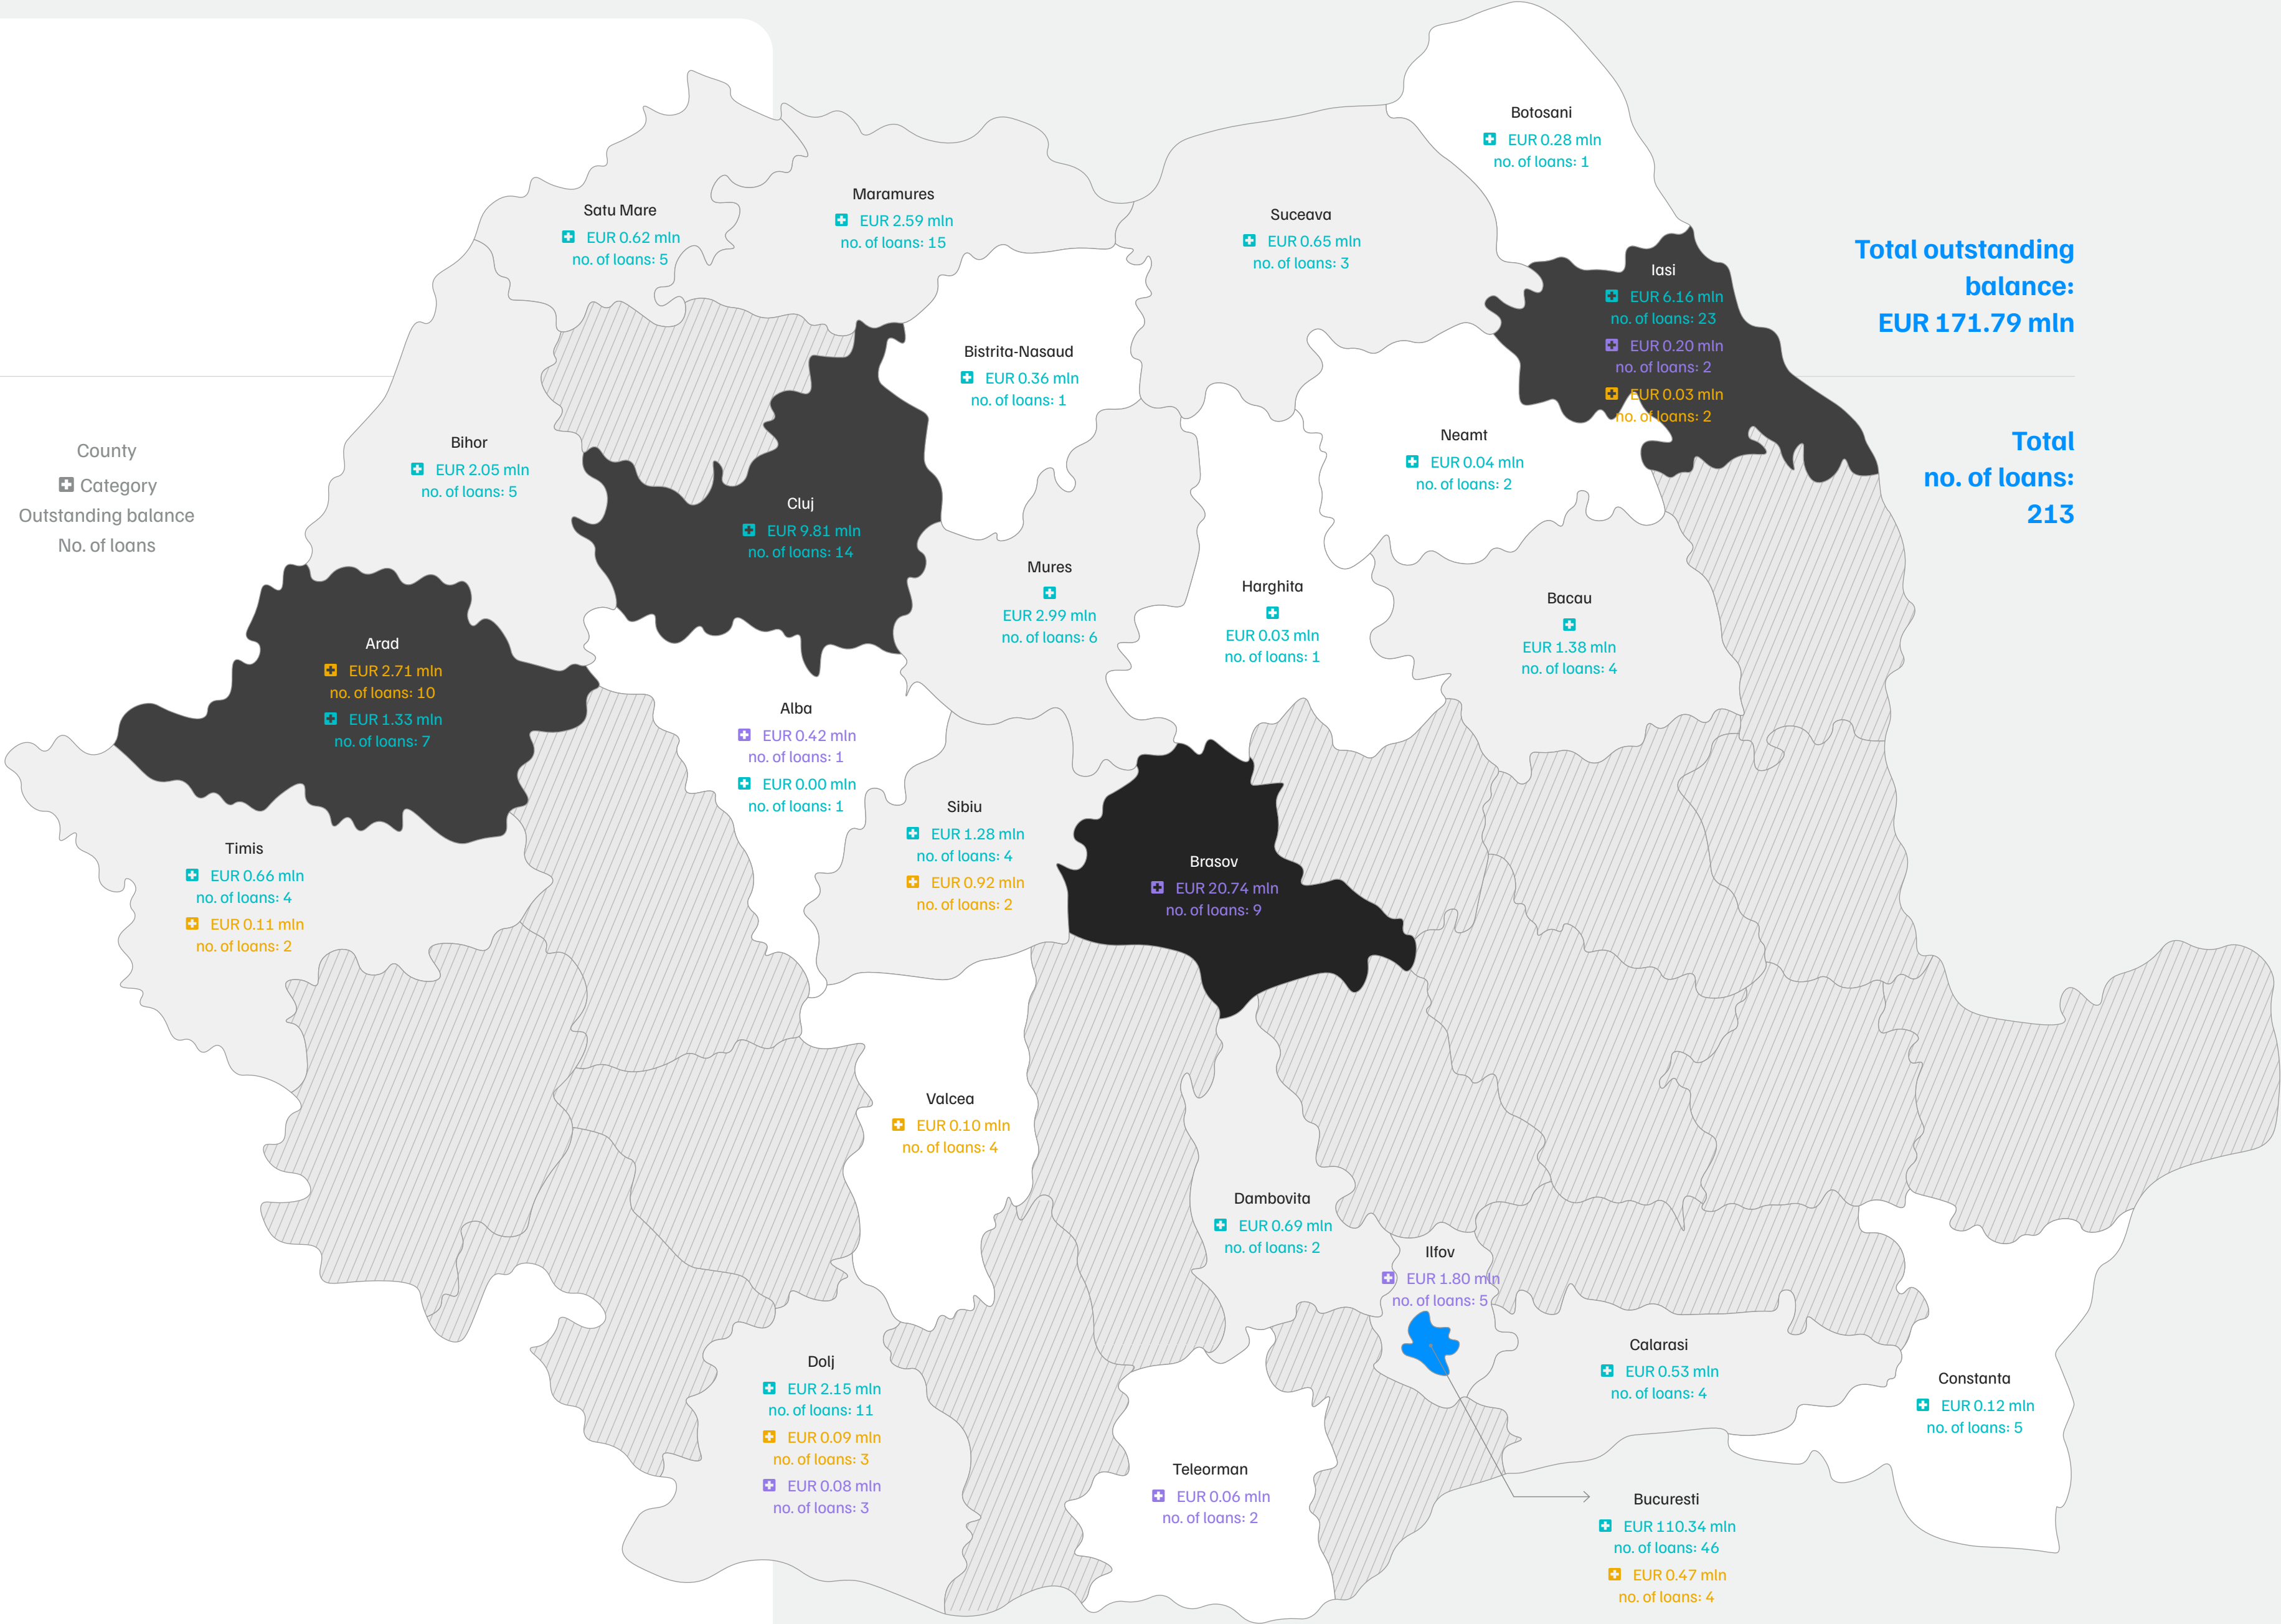 Botosani
EUR 0.28 mln
no. of loans: 1
Satu Mare
EUR 0.62 mln
no. of loans: 5
Maramures
EUR 2.59 mln
no. of loans: 15
Suceava
EUR 0.65 mln
no. of loans: 3
Iasi
EUR 6.16 mln
no. of loans: 23
EUR 0.20 mln
no. of loans: 2
EUR 0.03 mln
no. of loans: 2
Total outstanding
balance:
EUR 171.79 mln
Total
no. of loans:
213
Bistrita-Nasaud
EUR 0.36 mln
no. of loans: 1
County
Category
Outstanding balance
No. of loans
Bihor
EUR 2.05 mln
no. of loans: 5
Cluj
EUR 9.81 mln
no. of loans: 14
Neamt
EUR 0.04 mln
no. of loans: 2
Mures
EUR 2.99 mln
no. of loans: 6
Harghita
EUR 0.03 mln
no. of loans: 1
Bacau
EUR 1.38 mln
no. of loans: 4
Arad
EUR 2.71 mln
no. of loans: 10
EUR 1.33 mln
no. of loans: 7
Alba
EUR 0.42 mln
no. of loans: 1
EUR 0.00 mln
no. of loans: 1
Timis
EUR 0.66 mln
no. of loans: 4
EUR 0.11 mln
no. of loans: 2
Sibiu
EUR 1.28 mln
no. of loans: 4
EUR 0.92 mln
no. of loans: 2
Brasov
EUR 20.74 mln
no. of loans: 9
Valcea
EUR 0.10 mln
no. of loans: 4
Dambovita
EUR 0.69 mln
no. of loans: 2
Ilfov
EUR 1.80 mln
no. of loans: 5
Dolj
EUR 2.15 mln
no. of loans: 11
EUR 0.09 mln
no. of loans: 3
EUR 0.08 mln
no. of loans: 3
Calarasi
EUR 0.53 mln
no. of loans: 4
Constanta
EUR 0.12 mln
no. of loans: 5
Teleorman
EUR 0.06 mln
no. of loans: 2
Bucuresti
EUR 110.34 mln
no. of loans: 46
EUR 0.47 mln
no. of loans: 4